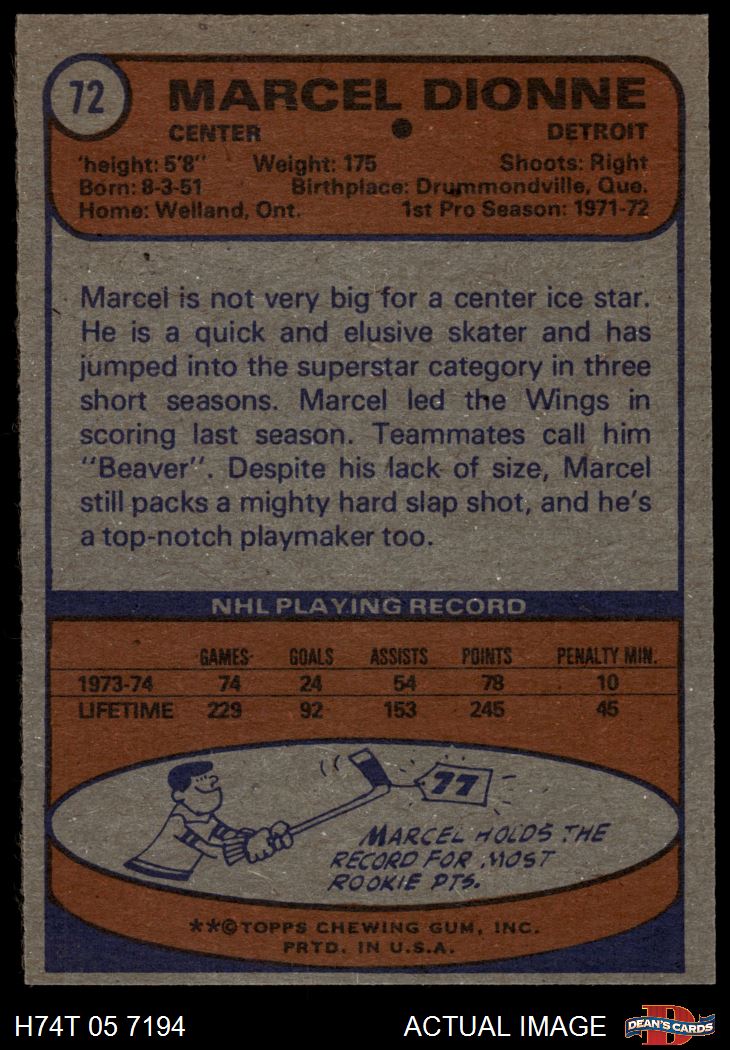 72 MARCEL DIONNE
CENTER • DETROIT
'height: 5'8" Weight: 175 Shoots: Right
Born: 8-3-51 Birthplace: Drummondville, Que.
Home: Welland, Ont. 1st Pro Season: 1971-72
Marcel is not very big for a center ice star.
He is a quick and elusive skater and has
jumped into the superstar category in three
short seasons. Marcel led the Wings in
scoring last season. Teammates call him
"Beaver". Despite his lack of size, Marcel
still packs a mighty hard slap shot, and he's
a top-notch playmaker too.
NHL PLAYING RECORD
GAMES GOALS ASSISTS POINTS PENALTY MIN.
1973-74 74 24 54 78 10
LIFETIME 229 92 153 245 45
77
MARCEL HOLDS THE
RECORD FOR MOST
ROOKIE PTS.
**©TOPPS CHEWING GUM, INC.
PRTD. IN U.S.A.
H74T 05 7194 ACTUAL IMAGE D DEAN'S CARDS